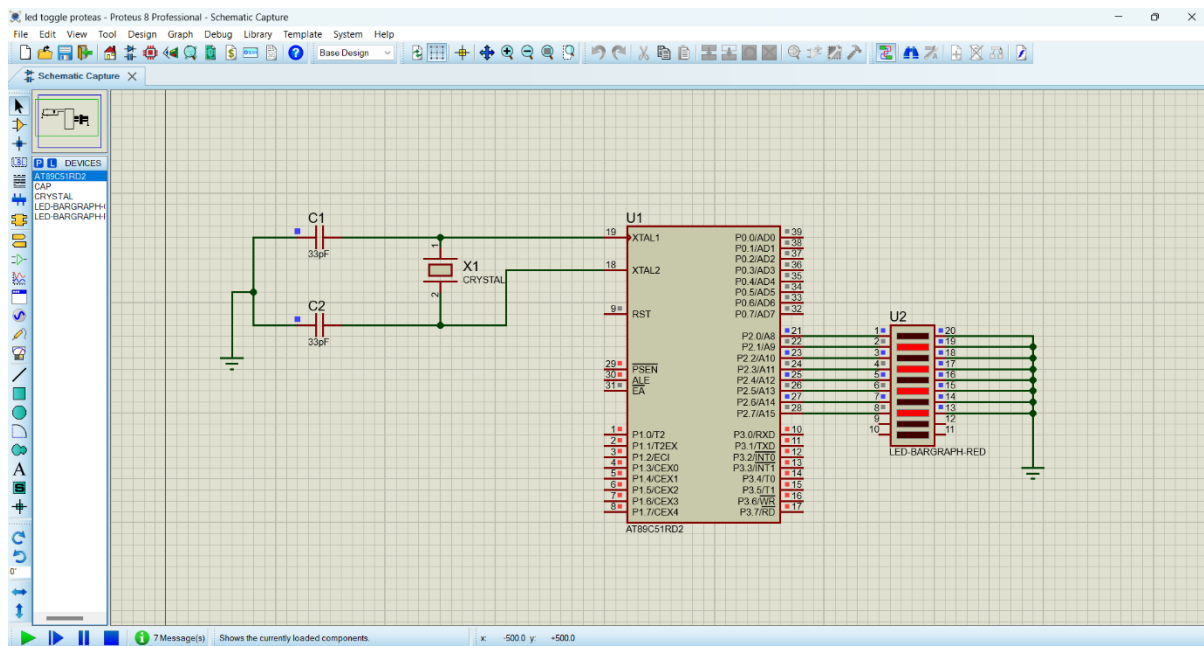 led toggle proteas - Proteus 8 Professional - Schematic Capture
File Edit View Tool Design Graph Debug Library Template System Help
Base Design
Schematic Capture
P L DEVICES
AT89C51RD2
CAP
CRYSTAL
LED-BARGRAPH-
LED-BARGRAPH-
C1
33pF
C2
33pF
1
X1
CRYSTAL
2
U1
19 XTAL1
18 XTAL2
9 RST
29 PSEN
30 ALE
31 EA
1 P1.0/T2
2 P1.1/T2EX
3 P1.2/ECI
4 P1.3/CEX0
5 P1.4/CEX1
6 P1.5/CEX2
7 P1.6/CEX3
8 P1.7/CEX4
P0.0/AD0 39
P0.1/AD1 38
P0.2/AD2 37
P0.3/AD3 36
P0.4/AD4 35
P0.5/AD5 34
P0.6/AD6 33
P0.7/AD7 32
P2.0/A8 21
P2.1/A9 22
P2.2/A10 23
P2.3/A11 24
P2.4/A12 25
P2.5/A13 26
P2.6/A14 27
P2.7/A15 28
P3.0/RXD 10
P3.1/TXD 11
P3.2/INT0 12
P3.3/INT1 13
P3.4/T0 14
P3.5/T1 15
P3.6/WR 16
P3.7/RD 17
AT89C51RD2
U2
1 20
2 19
3 18
4 17
5 16
6 15
7 14
8 13
9 12
10 11
LED-BARGRAPH-RED
LBL
A
S
0°
7 Message(s) Shows the currently loaded components. x: -500.0 y: +500.0